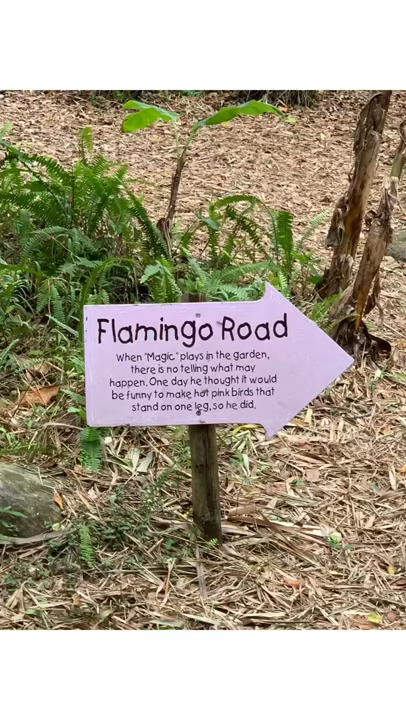 Flamingo Road
When "Magic" plays in the garden,
there is no telling what may
happen. One day he thought it would
be funny to make hot pink birds that
stand on one leg, so he did.